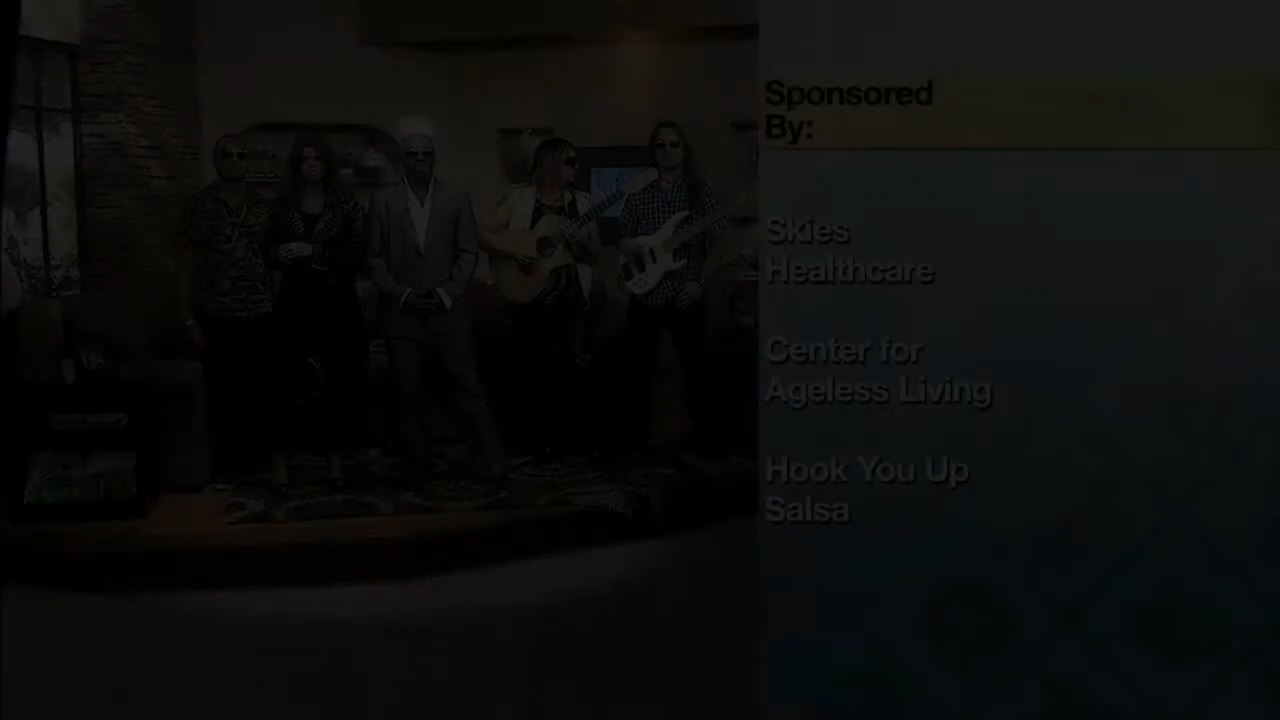 Sponsored
By:
Skies
Healthcare
Center for
Ageless Living
Hook You Up
Salsa